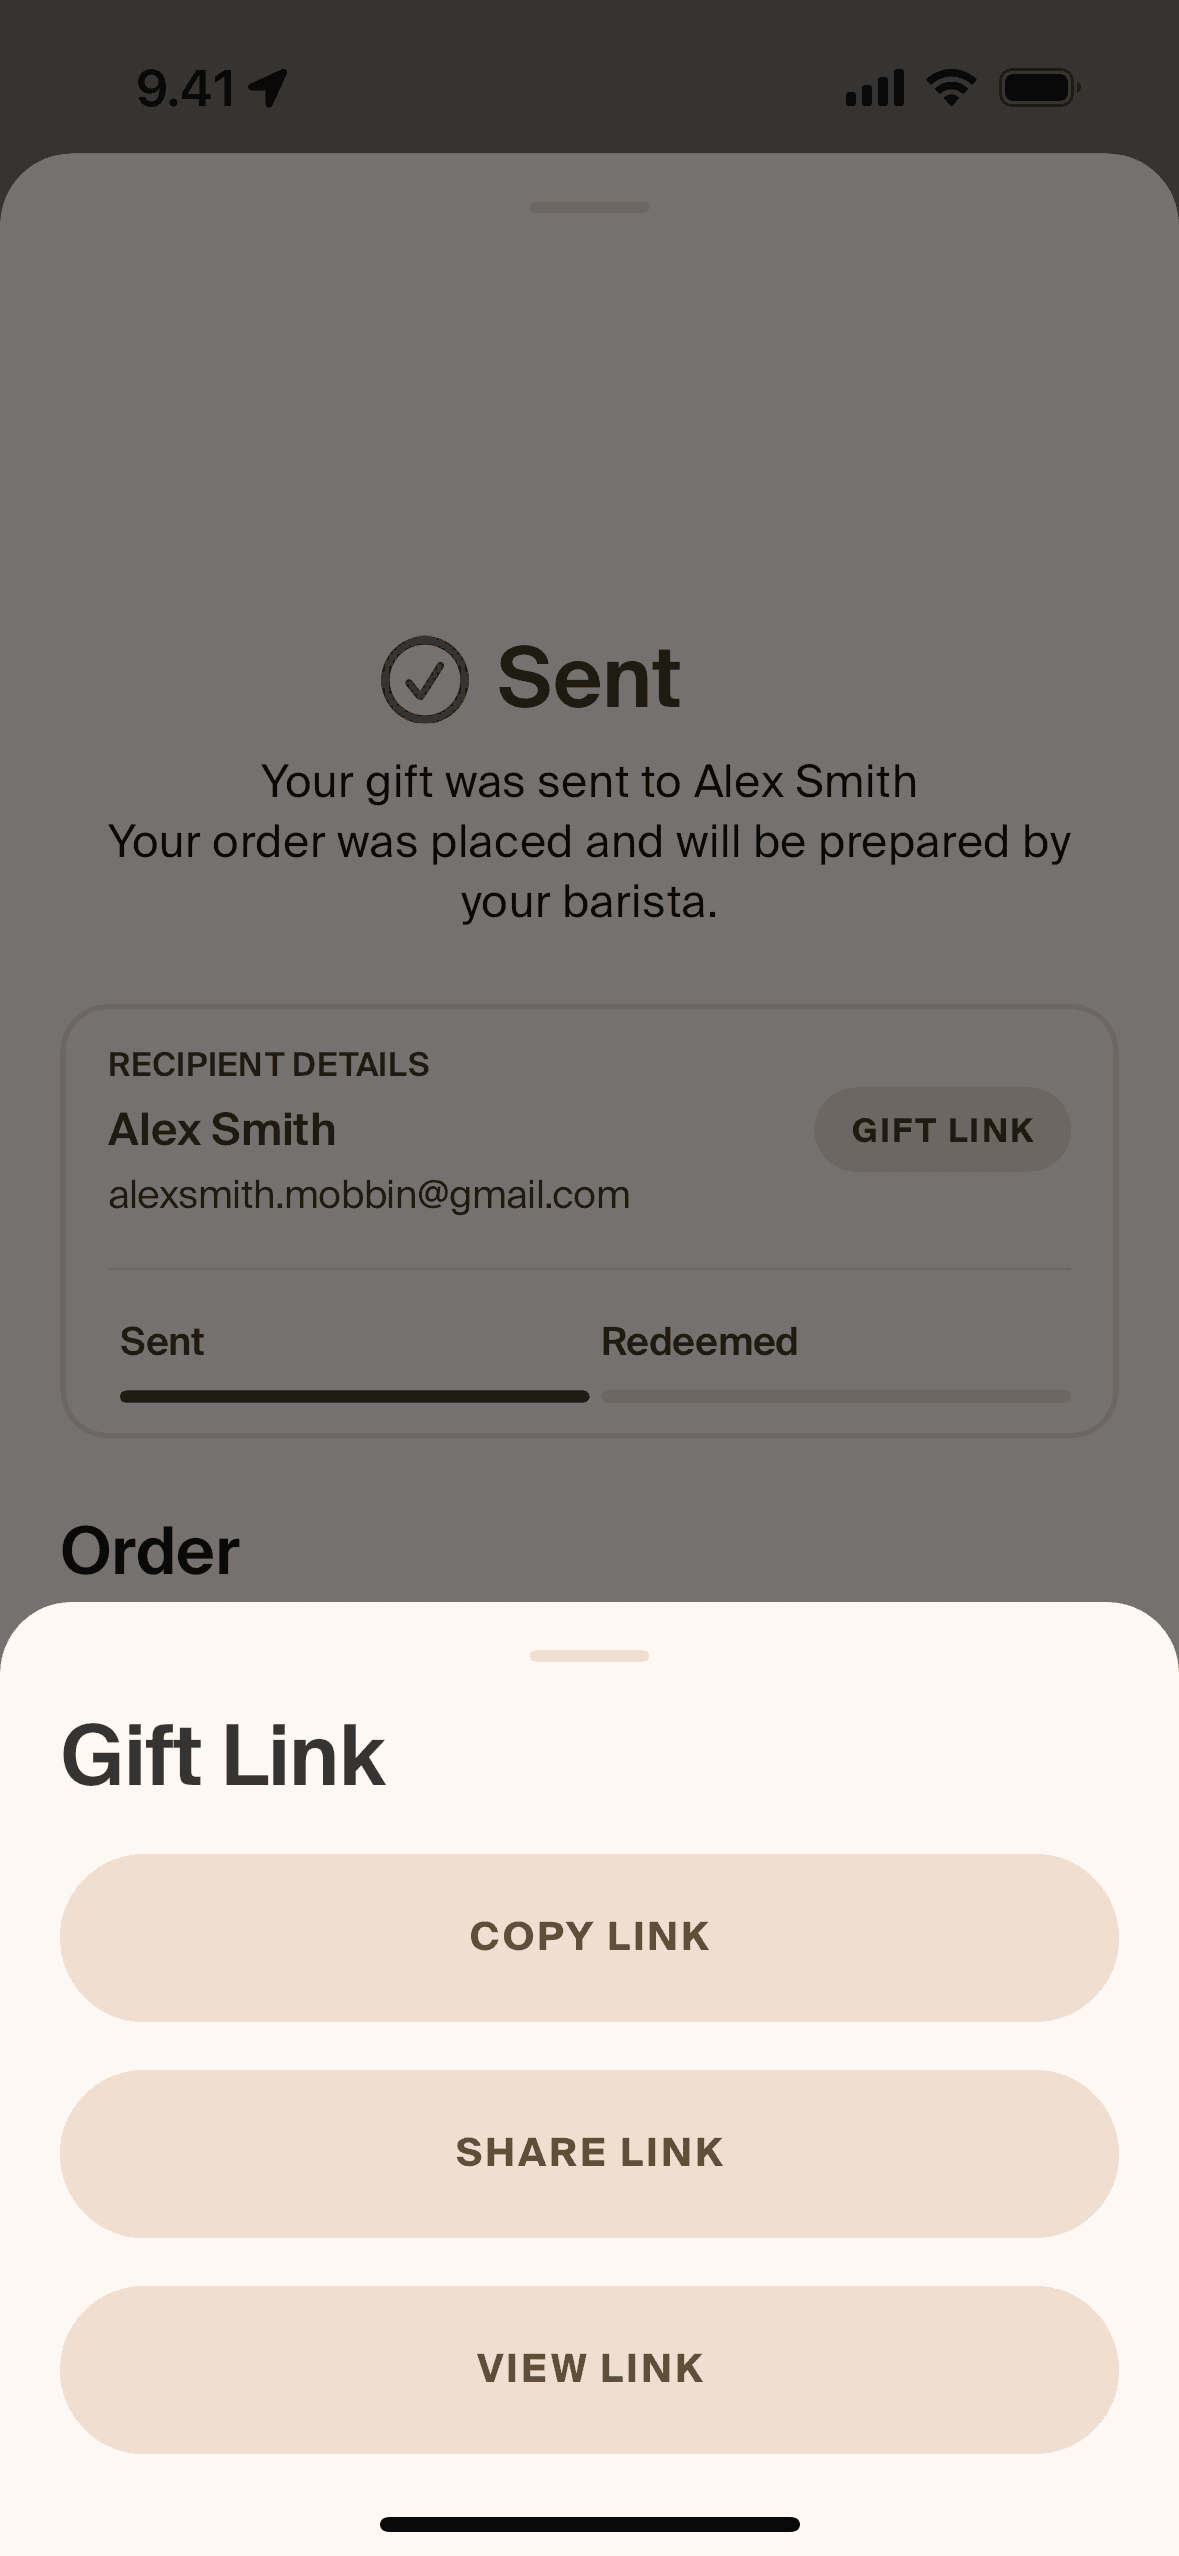 9.41
Sent
Your gift was sent to Alex Smith
Your order was placed and will be prepared by
your barista.
RECIPIENT DETAILS
Alex Smith
GIFT LINK
alexsmith.mobbin@gmail.com
Sent Redeemed
Order
Gift Link
COPY LINK
SHARE LINK
VIEW LINK